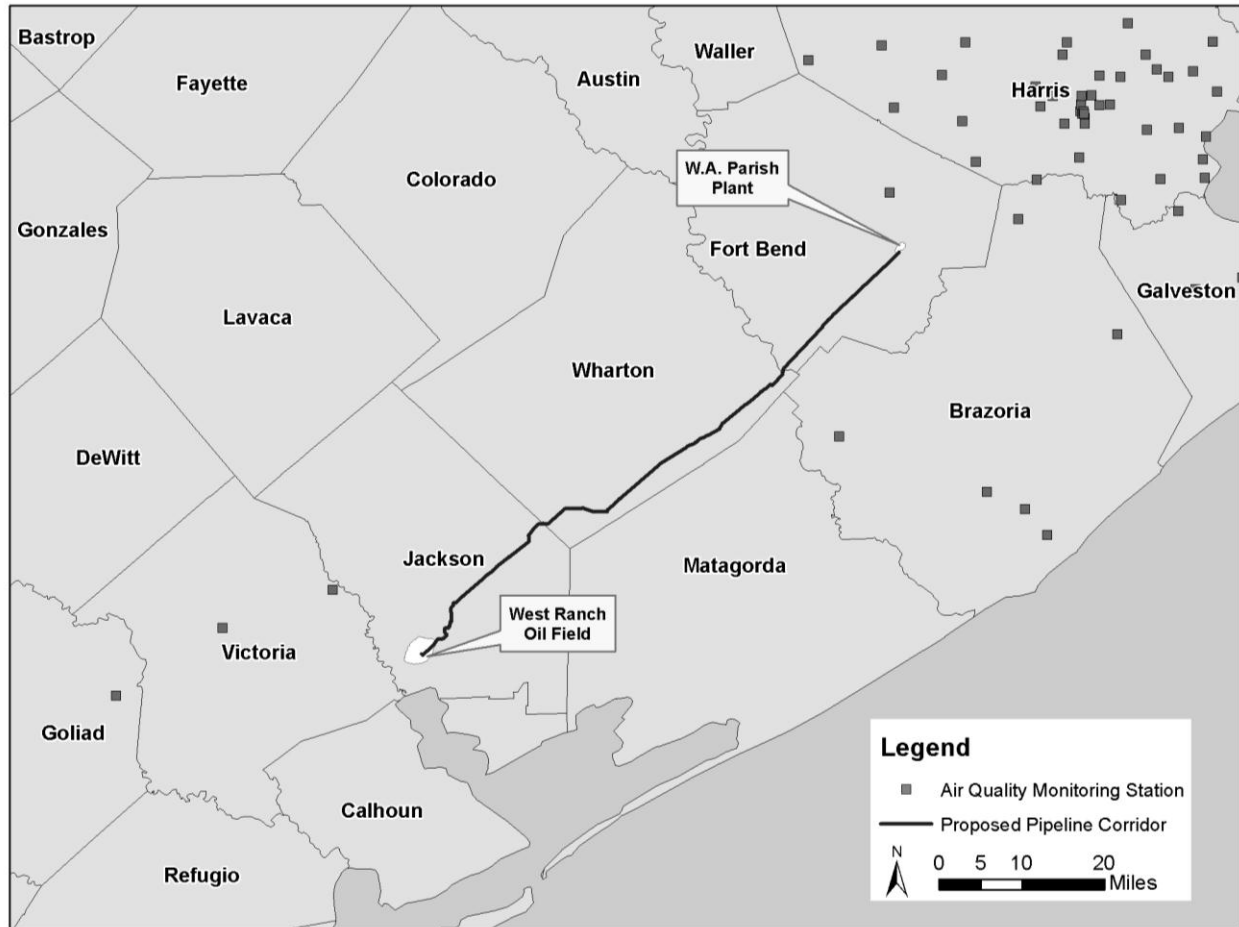 Bastrop
Fayette
Austin
Waller
Harris
Colorado
W.A. Parish
Plant
Gonzales
Fort Bend
Galveston
Lavaca
Wharton
Brazoria
DeWitt
Jackson
Matagorda
West Ranch
Oil Field
Victoria
Goliad
Calhoun
Refugio
Legend
Air Quality Monitoring Station
Proposed Pipeline Corridor
N
0 5 10 20
Miles